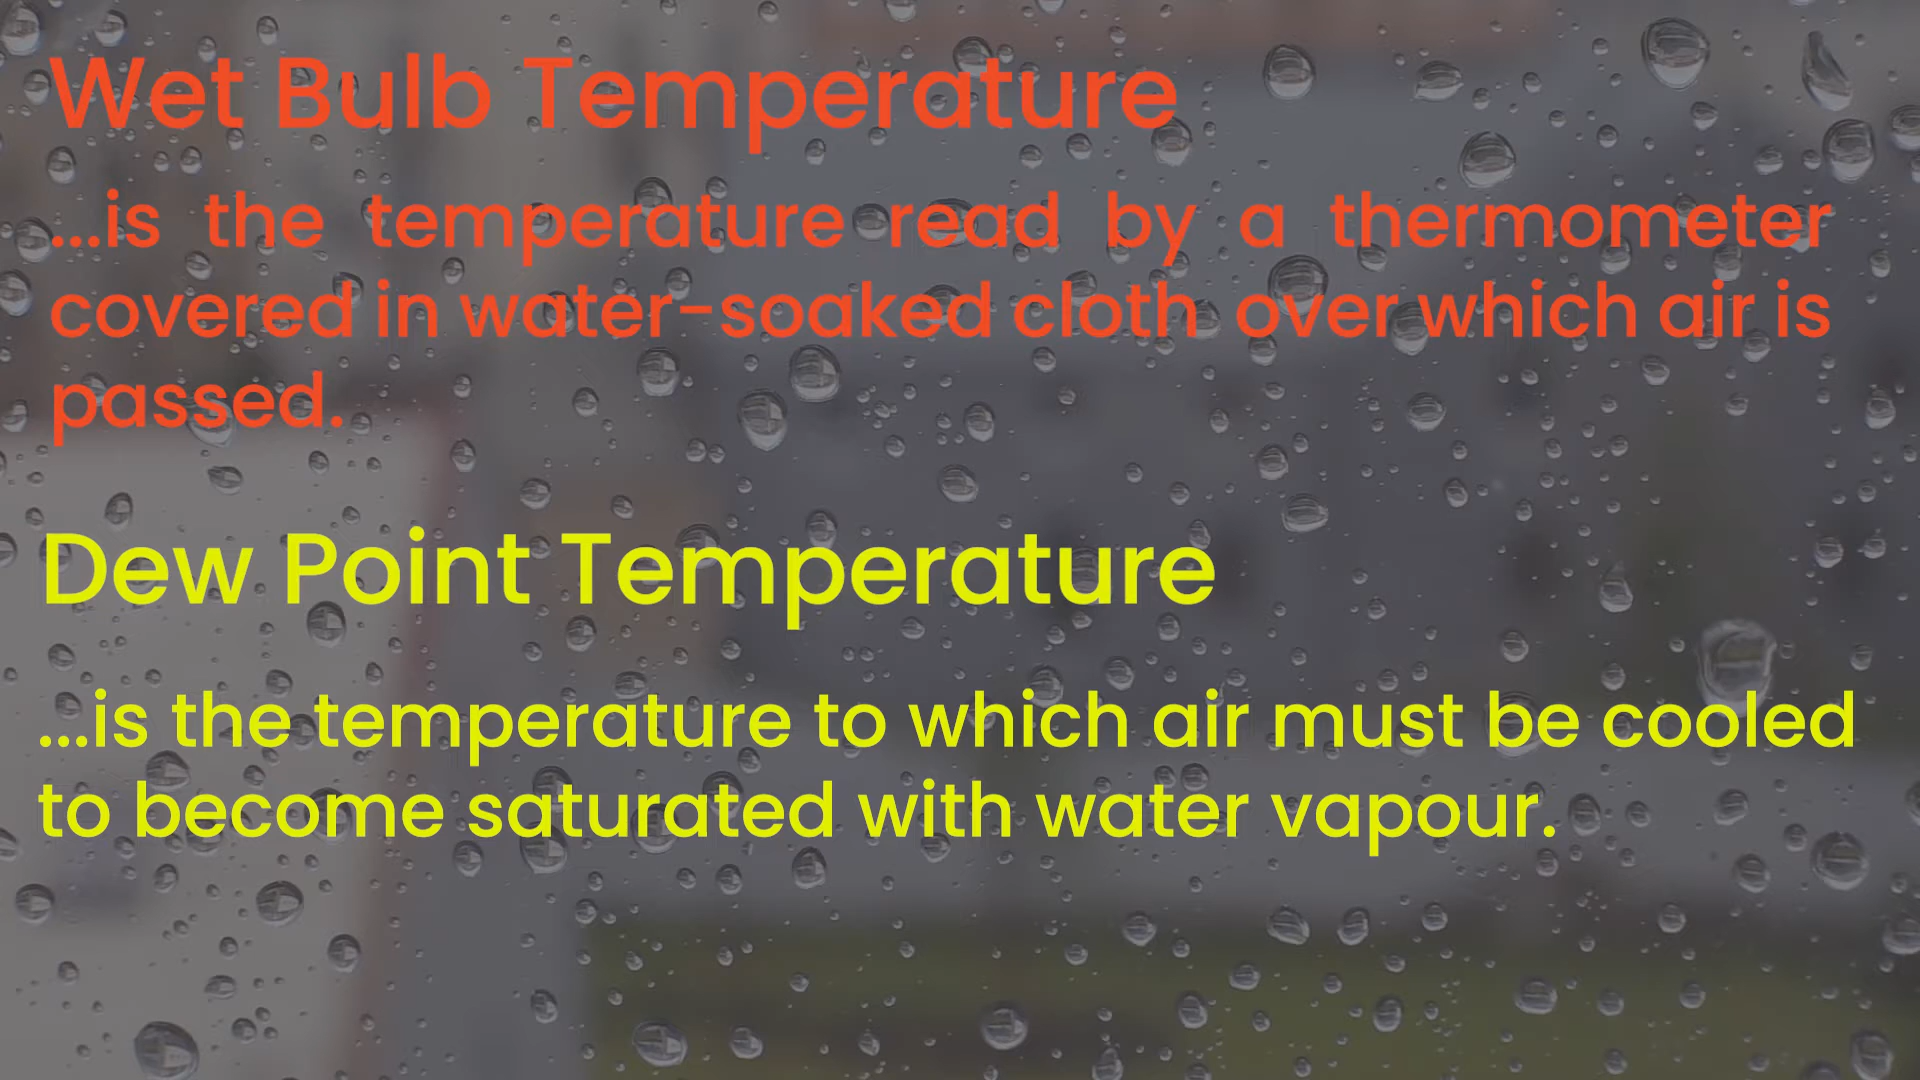 Wet Bulb Temperature
...is the temperature read by a thermometer
covered in water-soaked cloth over which air is
passed.
Dew Point Temperature
...is the temperature to which air must be cooled
to become saturated with water vapour.